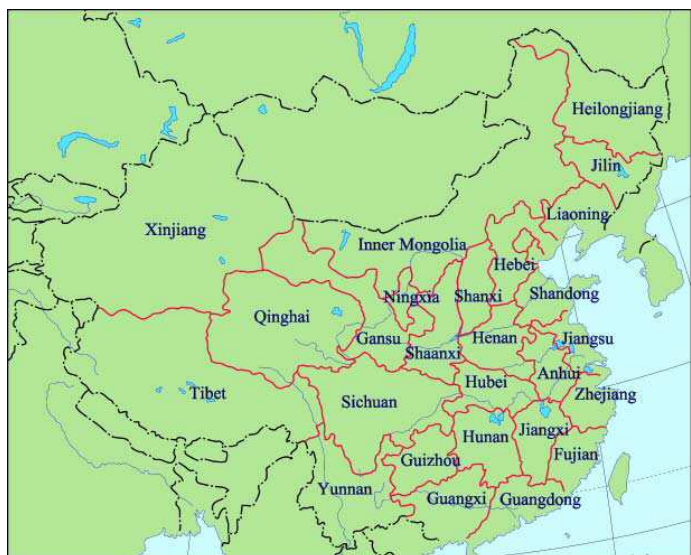 Heilongjiang
Jilin
Liaoning
Xinjiang
Inner Mongolia
Hebei
Ningxia
Shanxi
Shandong
Qinghai
Gansu
Shaanxi
Henan
Jiangsu
Anhui
Hubei
Zhejiang
Tibet
Sichuan
Hunan
Jiangxi
Guizhou
Fujian
Yunnan
Guangxi
Guangdong